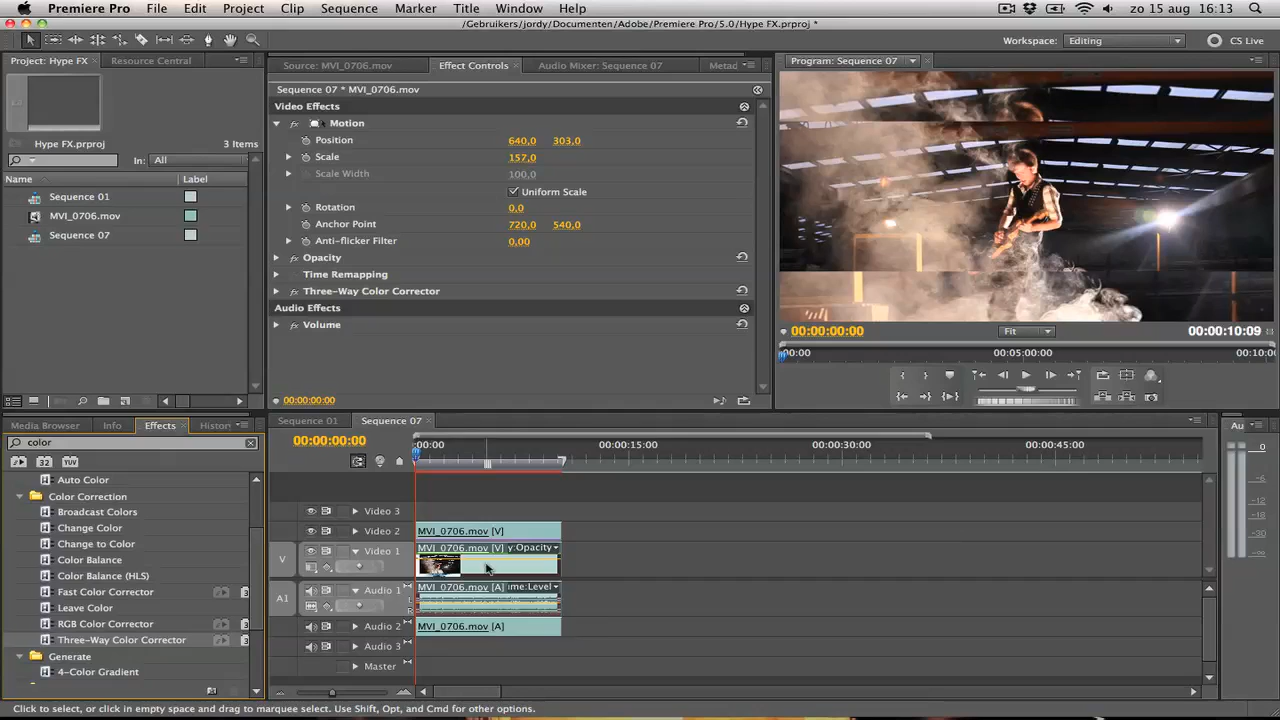 Premiere Pro File Edit Project Clip Sequence Marker Title Window Help zo 15 aug 16:13
/Gebruikers/jordy/Documenten/Adobe/Premiere Pro/5.0/Hype FX.prproj *
Workspace: Editing CS Live
Project: Hype FX Resource Central
Hype FX.prproj 3 Items
In: All
Name Label
Sequence 01
MVI_0706.mov
Sequence 07
Source: MVI_0706.mov Effect Controls Audio Mixer: Sequence 07 Metad
Sequence 07 * MVI_0706.mov
Video Effects
Motion
Position 640,0 303,0
Scale 157,0
Scale Width 100,0
Uniform Scale
Rotation 0,0
Anchor Point 720,0 540,0
Anti-flicker Filter 0,00
Opacity
Time Remapping
Three-Way Color Corrector
Audio Effects
Volume
00:00:00:00
Program: Sequence 07
00:00:00:00 Fit 00:00:10:09
00:00 00:05:00:00 00:10:0
Media Browser Info Effects Histor
color
32 YUV
Auto Color
Color Correction
Broadcast Colors
Change Color
Change to Color
Color Balance
Color Balance (HLS)
Fast Color Corrector
Leave Color
RGB Color Corrector
Three-Way Color Corrector
Generate
4-Color Gradient
Sequence 01 Sequence 07
00:00:00:00 00:00 00:00:15:00 00:00:30:00 00:00:45:00
Video 3
Video 2 MVI_0706.mov [V]
V Video 1 MVI_0706.mov [V] y:Opacity
A1 Audio 1 MVI_0706.mov [A] ime:Level
L
R
Audio 2 MVI_0706.mov [A]
Audio 3
Master
Au
0
-6
-12
-18
-30
Click to select, or click in empty space and drag to marquee select. Use Shift, Opt, and Cmd for other options.